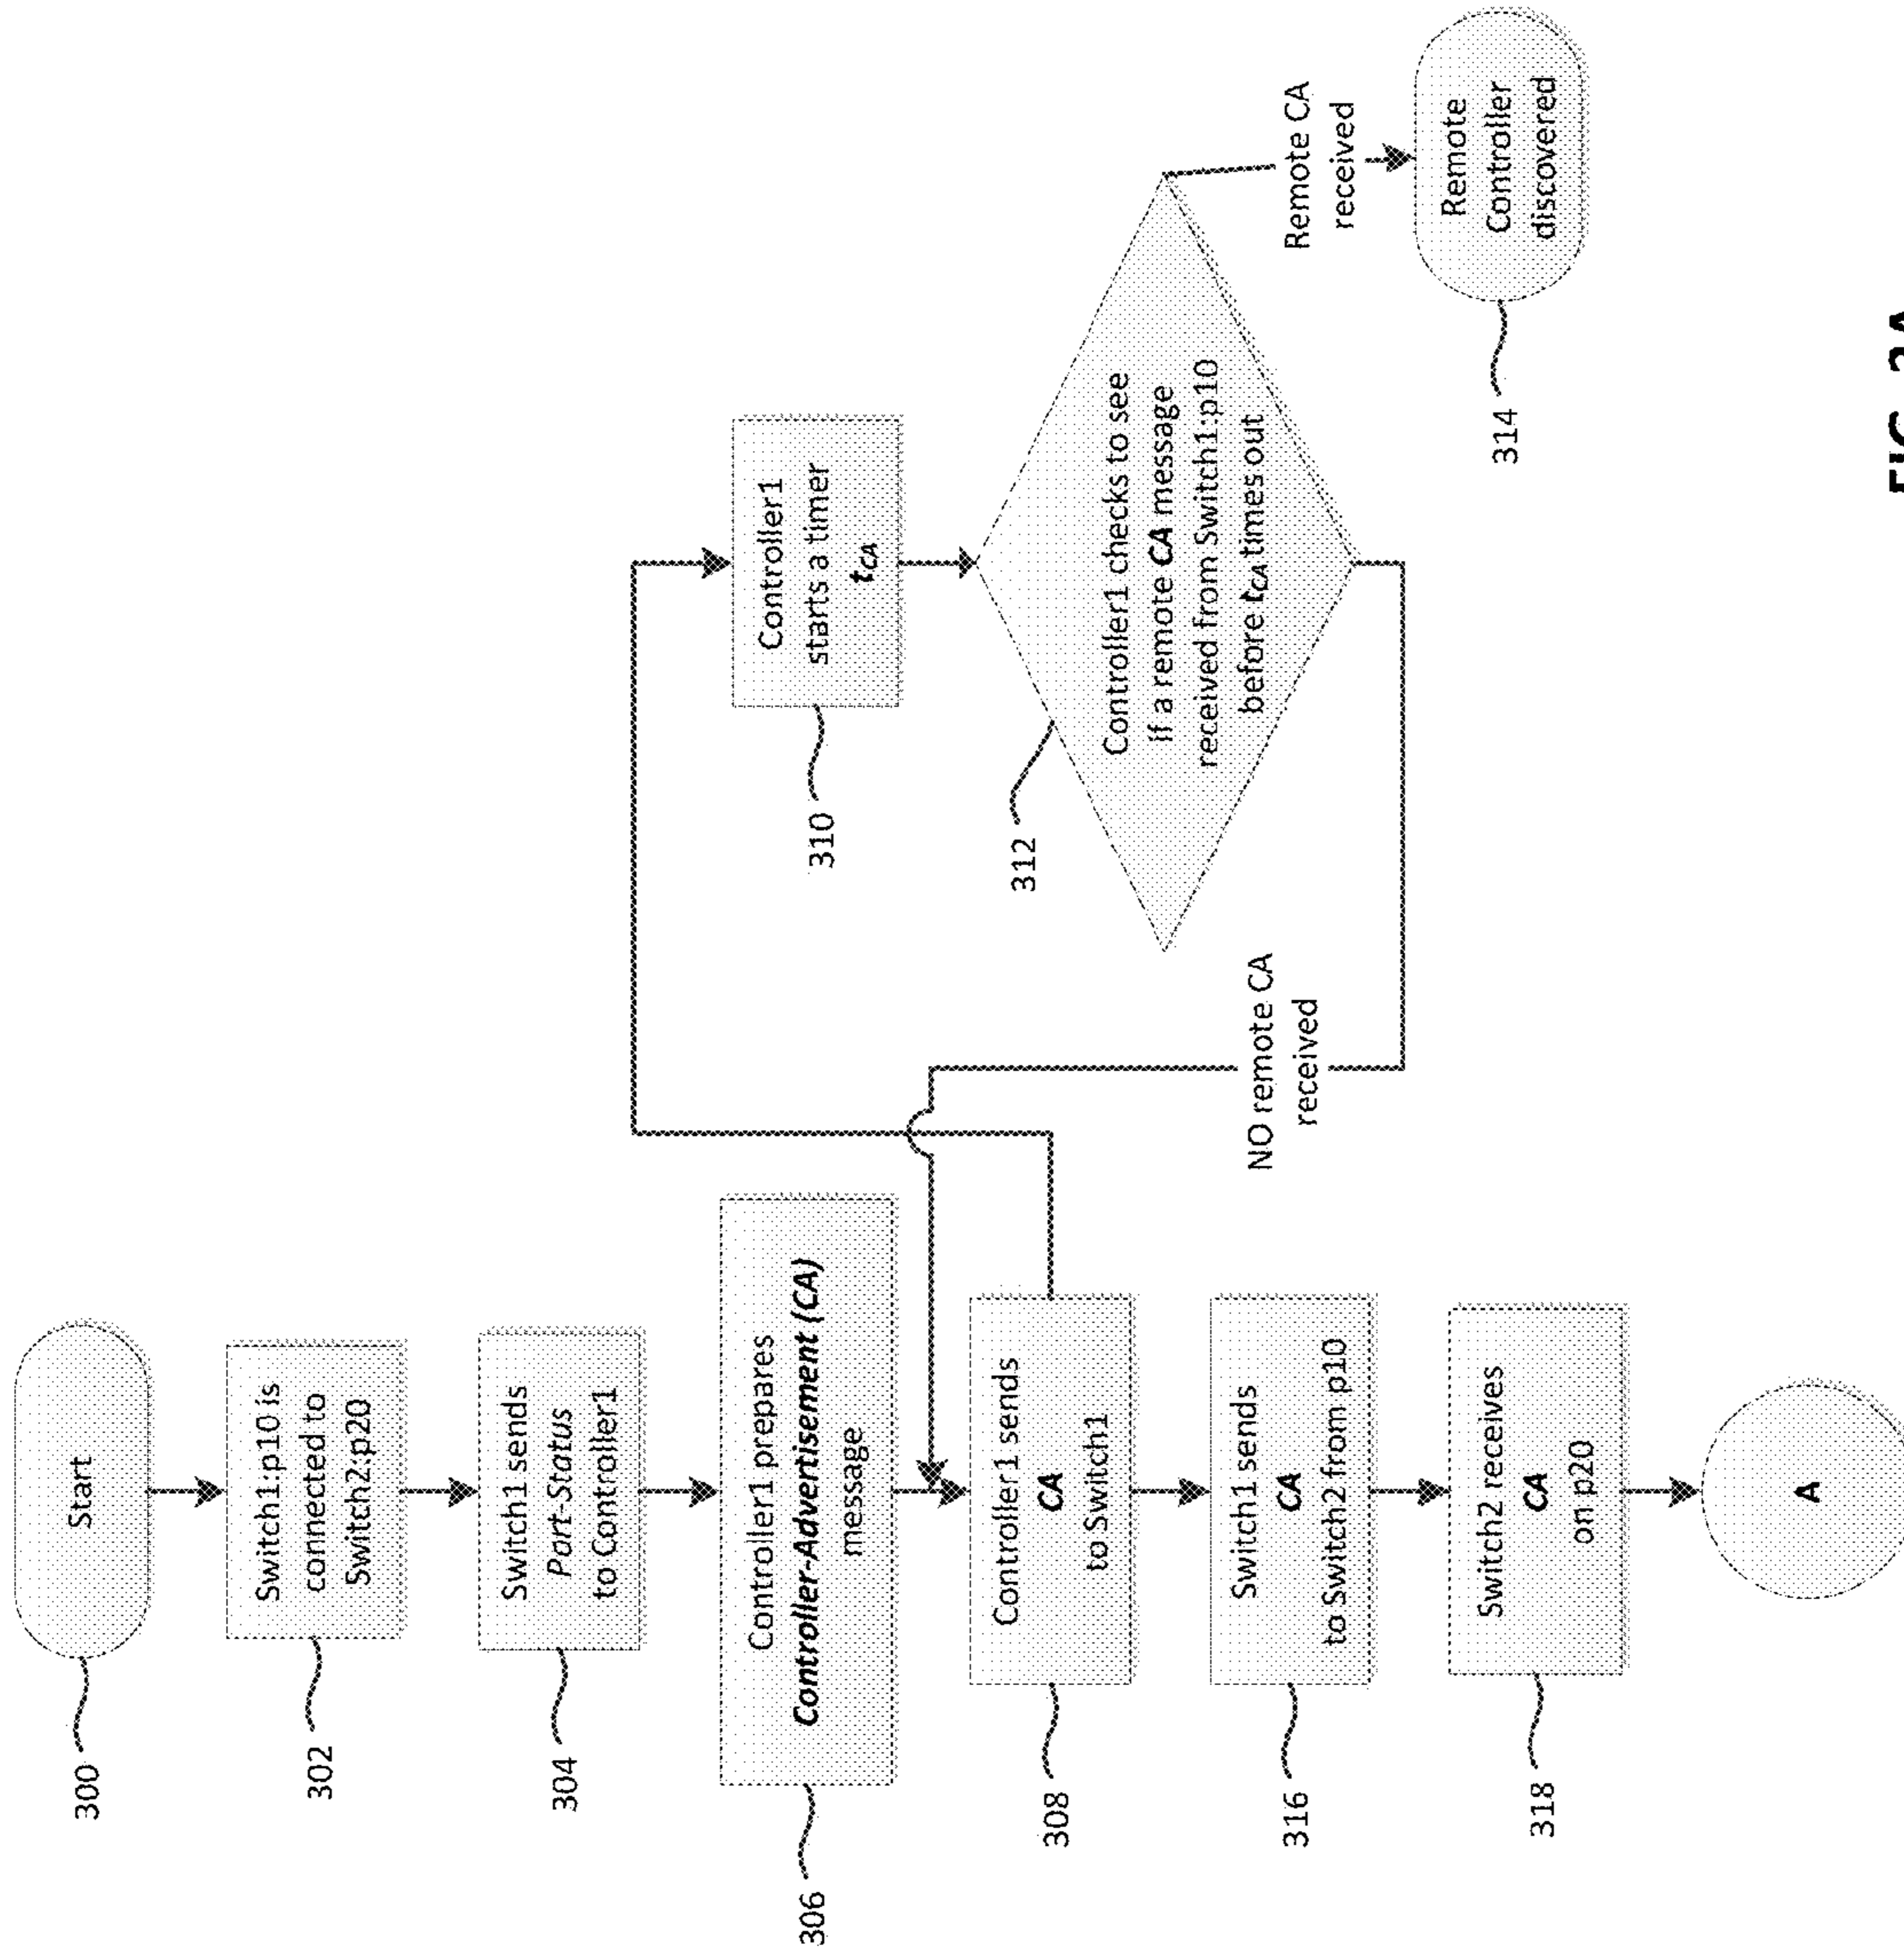 Start
300
Switch1:p10 is
connected to
Switch2:p20
302
Switch1 sends
Part-Status
to Controller1
304
Controller1 prepares
Controller-Advertisement (CA)
message
306
Controller1 sends
CA
to Switch1
308
Controller1
starts a timer
tCA
310
Controller1 checks to see
if a remote CA message
received from Switch1:p10
before tCA times out
312
NO remote CA
received
Remote CA
received
Remote
Controller
discovered
314
Switch1 sends
CA
to Switch2 from p10
316
Switch2 receives
CA
on p20
318
A
FIG.